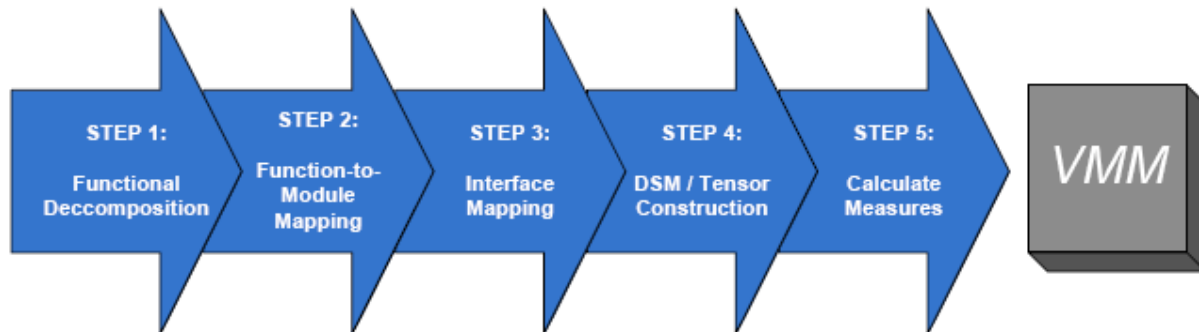 STEP 1:
Functional
Deccomposition
STEP 2:
Function-to-
Module
Mapping
STEP 3:
Interface
Mapping
STEP 4:
DSM / Tensor
Construction
STEP 5:
Calculate
Measures
VMM